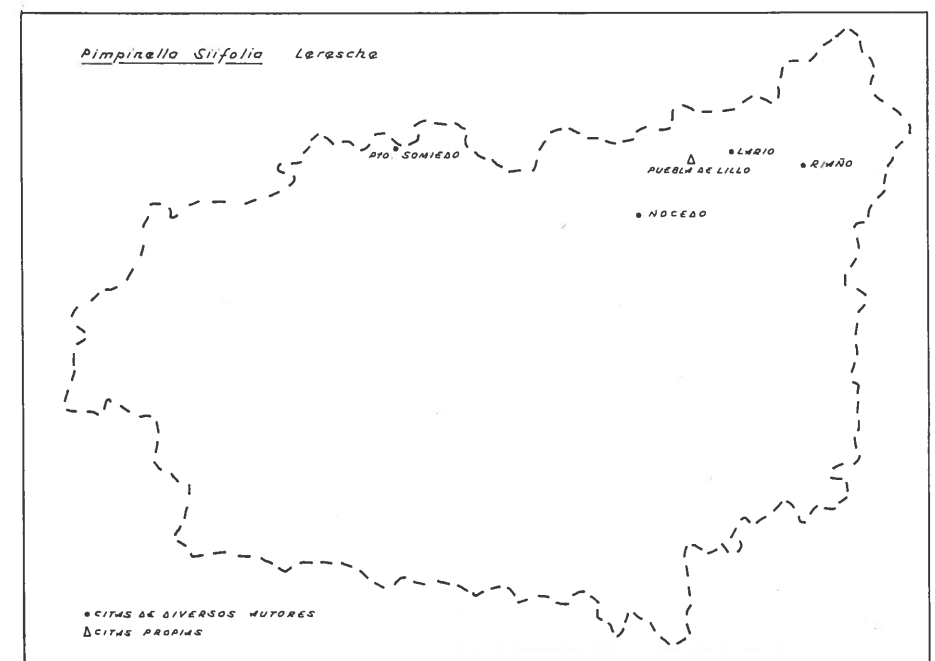 Pimpinella Siifolia Leresche
Pto. SOMIEDO
LARIO
PUEBLA DE LILLO
RIAÑO
NOCEDO
CITAS DE DIVERSOS AUTORES
CITAS PROPIAS